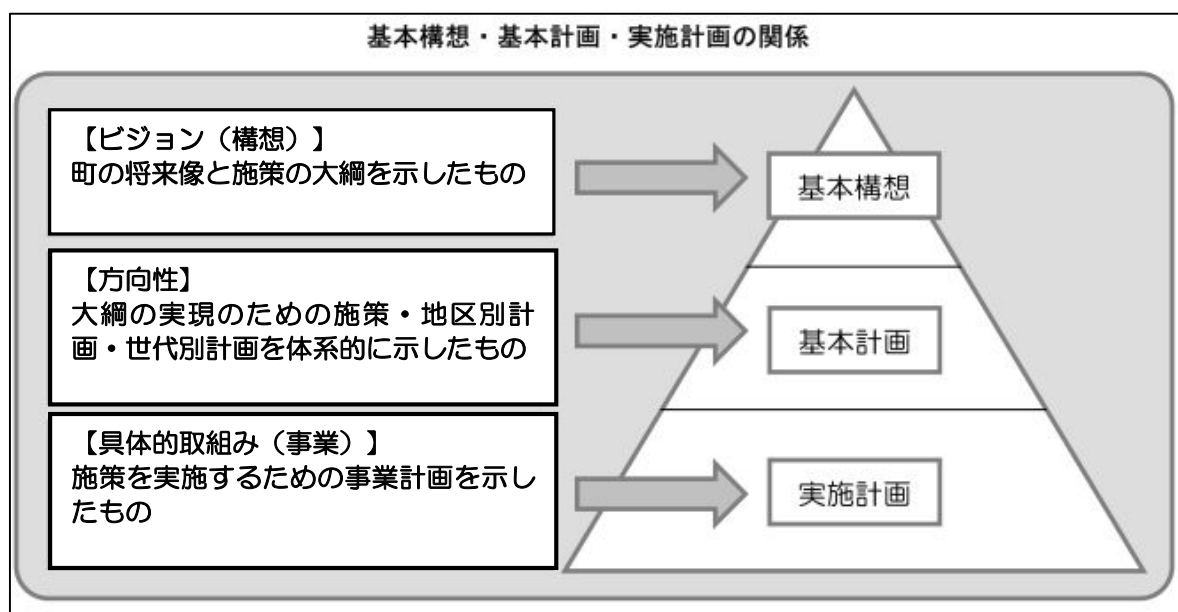 基本構想・基本計画・実施計画の関係
【ビジョン（構想）】
町の将来像と施策の大綱を示したもの
基本構想
【方向性】
大綱の実現のための施策・地区別計
画・世代別計画を体系的に示したもの
基本計画
【具体的取組み（事業）】
施策を実施するための事業計画を示し
たもの
実施計画